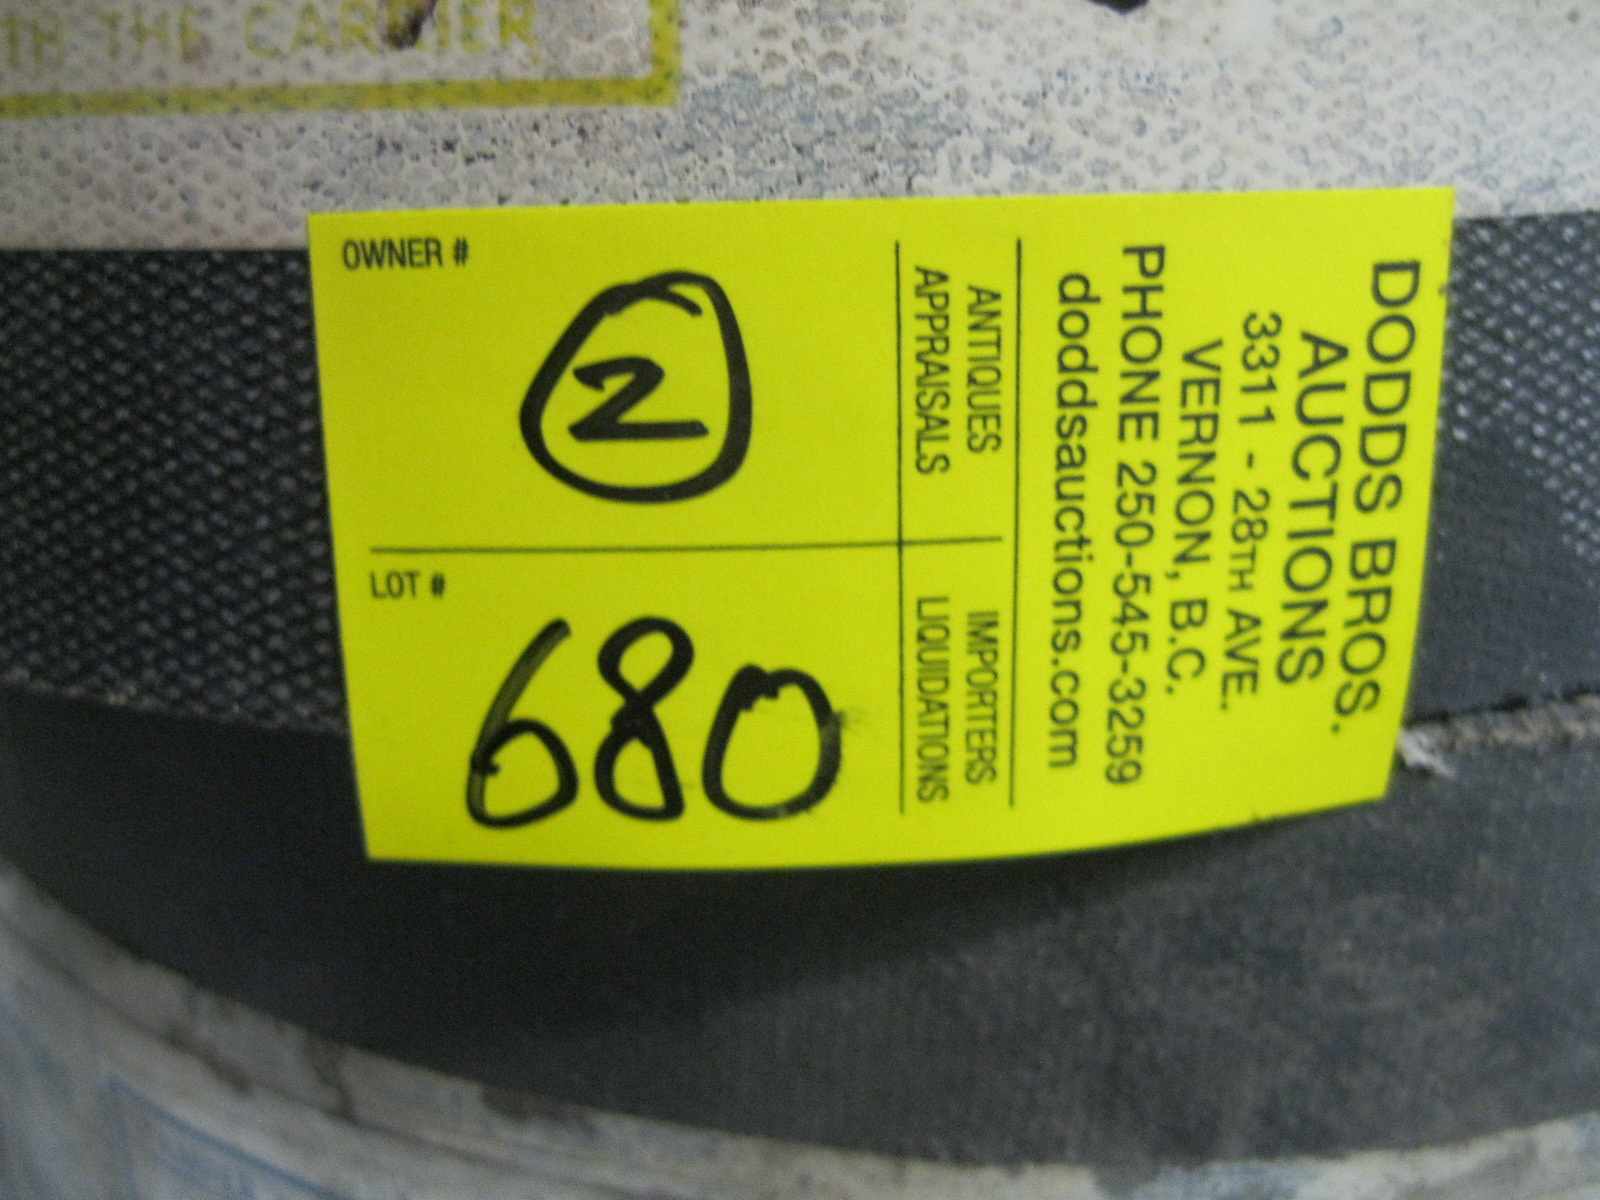 THE CARRIER
OWNER #
2
LOT #
680
ANTIQUES
APPRAISALS
IMPORTERS
LIQUIDATIONS
DODDS BROS.
AUCTIONS
3311 - 28TH AVE.
VERNON, B.C.
PHONE 250-545-3259
doddsauctions.com